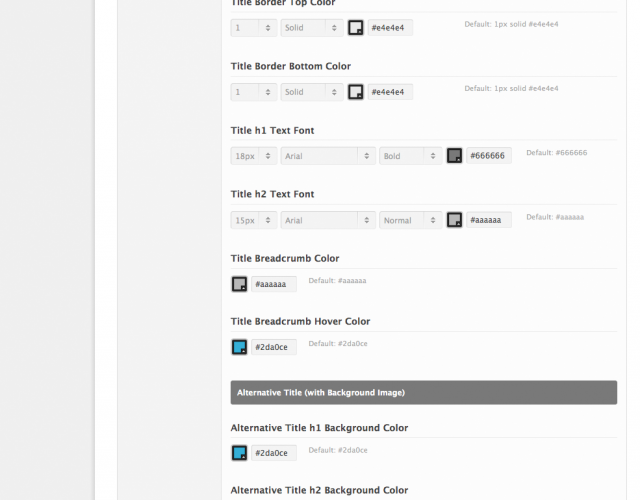 Title Border Top Color
1 Solid #e4e4e4 Default: 1px solid #e4e4e4
Title Border Bottom Color
1 Solid #e4e4e4 Default: 1px solid #e4e4e4
Title h1 Text Font
18px Arial Bold #666666 Default: #666666
Title h2 Text Font
15px Arial Normal #aaaaaa Default: #aaaaaa
Title Breadcrumb Color
#aaaaaa Default: #aaaaaa
Title Breadcrumb Hover Color
#2da0ce Default: #2da0ce
Alternative Title (with Background Image)
Alternative Title h1 Background Color
#2da0ce Default: #2da0ce
Alternative Title h2 Background Color